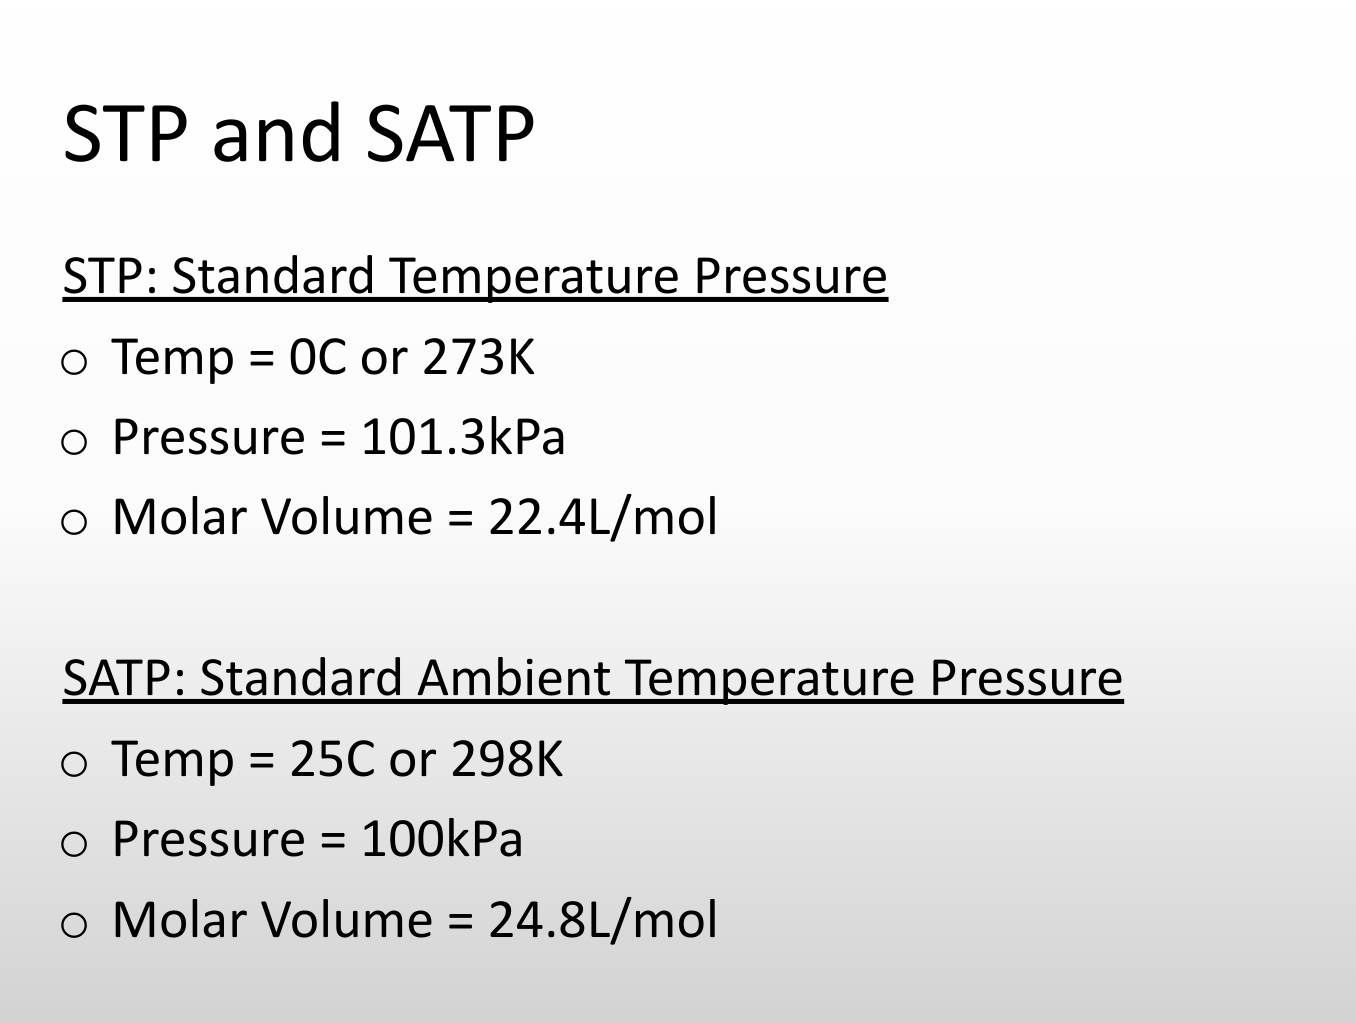 STP and SATP
STP: Standard Temperature Pressure
○ Temp = 0C or 273K
○ Pressure = 101.3kPa
○ Molar Volume = 22.4L/mol
SATP: Standard Ambient Temperature Pressure
○ Temp = 25C or 298K
○ Pressure = 100kPa
○ Molar Volume = 24.8L/mol